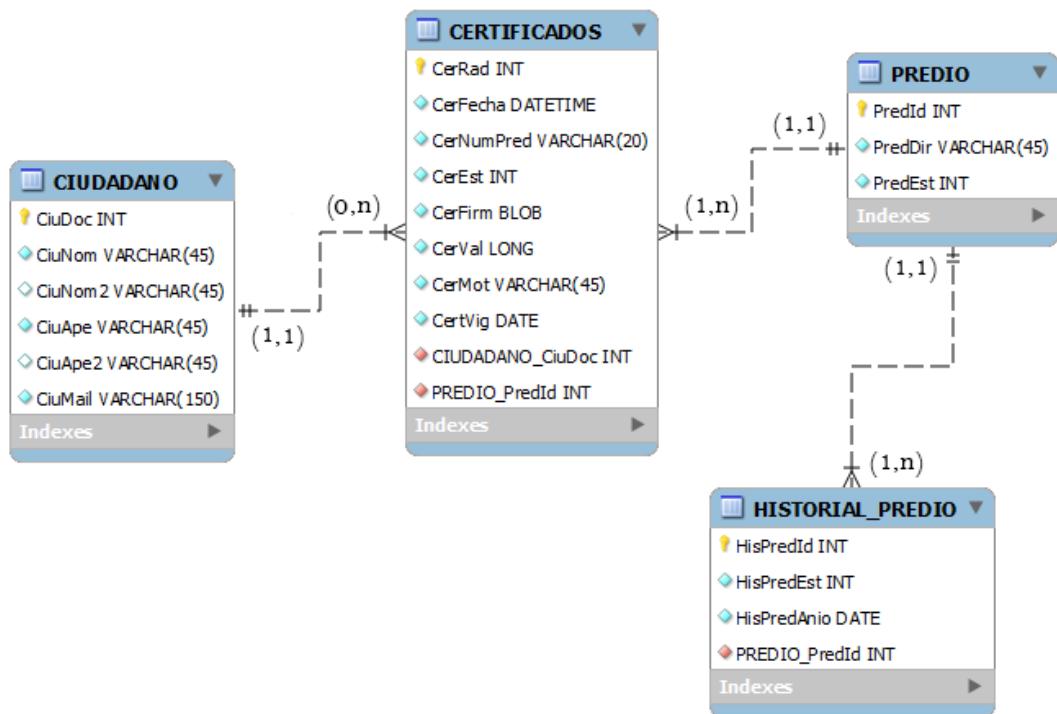 CIUDADANO
CiuDoc INT
CiuNom VARCHAR(45)
CiuNom2 VARCHAR(45)
CiuApe VARCHAR(45)
CiuApe2 VARCHAR(45)
CiuMail VARCHAR(150)
Indexes
(1,1)
(0,n)
CERTIFICADOS
CerRad INT
CerFecha DATETIME
CerNumPred VARCHAR(20)
CerEst INT
CerFirm BLOB
CerVal LONG
CerMot VARCHAR(45)
CertVig DATE
CIUDADANO_CiuDoc INT
PREDIO_PredId INT
Indexes
(1,n)
(1,1)
PREDIO
PredId INT
PredDir VARCHAR(45)
PredEst INT
Indexes
(1,1)
(1,n)
HISTORIAL_PREDIO
HisPredId INT
HisPredEst INT
HisPredAnio DATE
PREDIO_PredId INT
Indexes